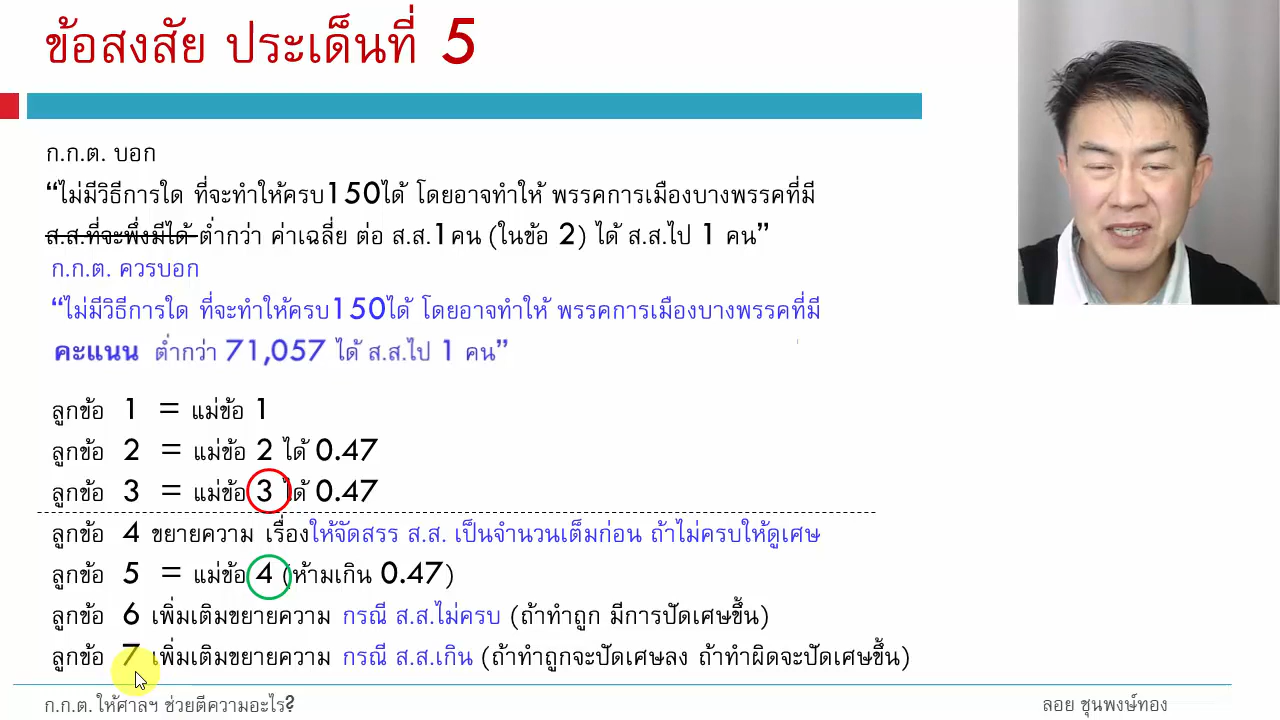 ข้อสงสัย ประเด็นที่ 5
ก.ก.ต. บอก
“ไม่มีวิธีการใด ที่จะทำให้ครบ150ได้ โดยอาจทำให้ พรรคการเมืองบางพรรคที่มี
ส.ส.ที่จะพึ่งมีได้ ต่ำกว่า ค่าเฉลี่ย ต่อ ส.ส.1คน (ในข้อ 2) ได้ ส.ส.ไป 1 คน”
ก.ก.ต. ควรบอก
“ไม่มีวิธีการใด ที่จะทำให้ครบ150ได้ โดยอาจทำให้ พรรคการเมืองบางพรรคที่มี
คะแนน ต่ำกว่า 71,057 ได้ ส.ส.ไป 1 คน”
ลูกข้อ 1 = แม่ข้อ 1
ลูกข้อ 2 = แม่ข้อ 2 ได้ 0.47
ลูกข้อ 3 = แม่ข้อ 3 ได้ 0.47
ลูกข้อ 4 ขยายความ เรื่องให้จัดสรร ส.ส. เป็นจำนวนเต็มก่อน ถ้าไม่ครบให้ดูเศษ
ลูกข้อ 5 = แม่ข้อ 4 (ห้ามเกิน 0.47)
ลูกข้อ 6 เพิ่มเติมขยายความ กรณี ส.ส.ไม่ครบ (ถ้าทำถูก มีการปัดเศษขึ้น)
ลูกข้อ 7 เพิ่มเติมขยายความ กรณี ส.ส.เกิน (ถ้าทำถูกจะปัดเศษลง ถ้าทำผิดจะปัดเศษขึ้น)
ก.ก.ต. ให้ศาลฯ ช่วยตีความอะไร?
ลอย ชุนพงษ์ทอง